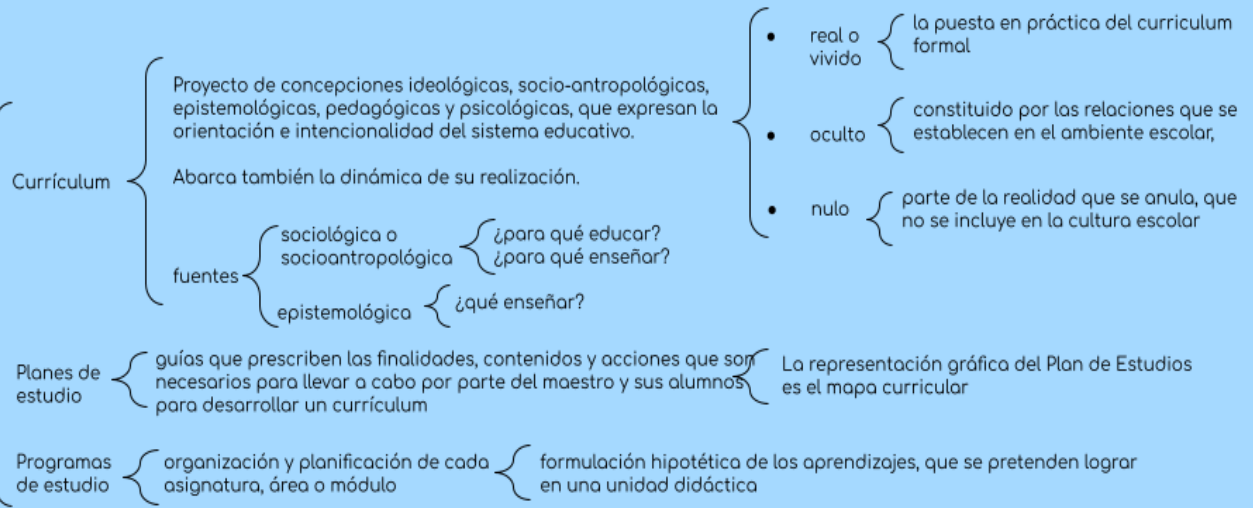 Currículum
Proyecto de concepciones ideológicas, socio-antropológicas,
epistemológicas, pedagógicas y psicológicas, que expresan la
orientación e intencionalidad del sistema educativo.
Abarca también la dinámica de su realización.
fuentes
sociológica o
socioantropológica
¿para qué educar?
¿para qué enseñar?
epistemológica
¿qué enseñar?
• real o
vivido
la puesta en práctica del curriculum
formal
• oculto
constituido por las relaciones que se
establecen en el ambiente escolar,
• nulo
parte de la realidad que se anula, que
no se incluye en la cultura escolar
Planes de
estudio
guías que prescriben las finalidades, contenidos y acciones que son
necesarios para llevar a cabo por parte del maestro y sus alumnos
para desarrollar un currículum
La representación gráfica del Plan de Estudios
es el mapa curricular
Programas
de estudio
organización y planificación de cada
asignatura, área o módulo
formulación hipotética de los aprendizajes, que se pretenden lograr
en una unidad didáctica